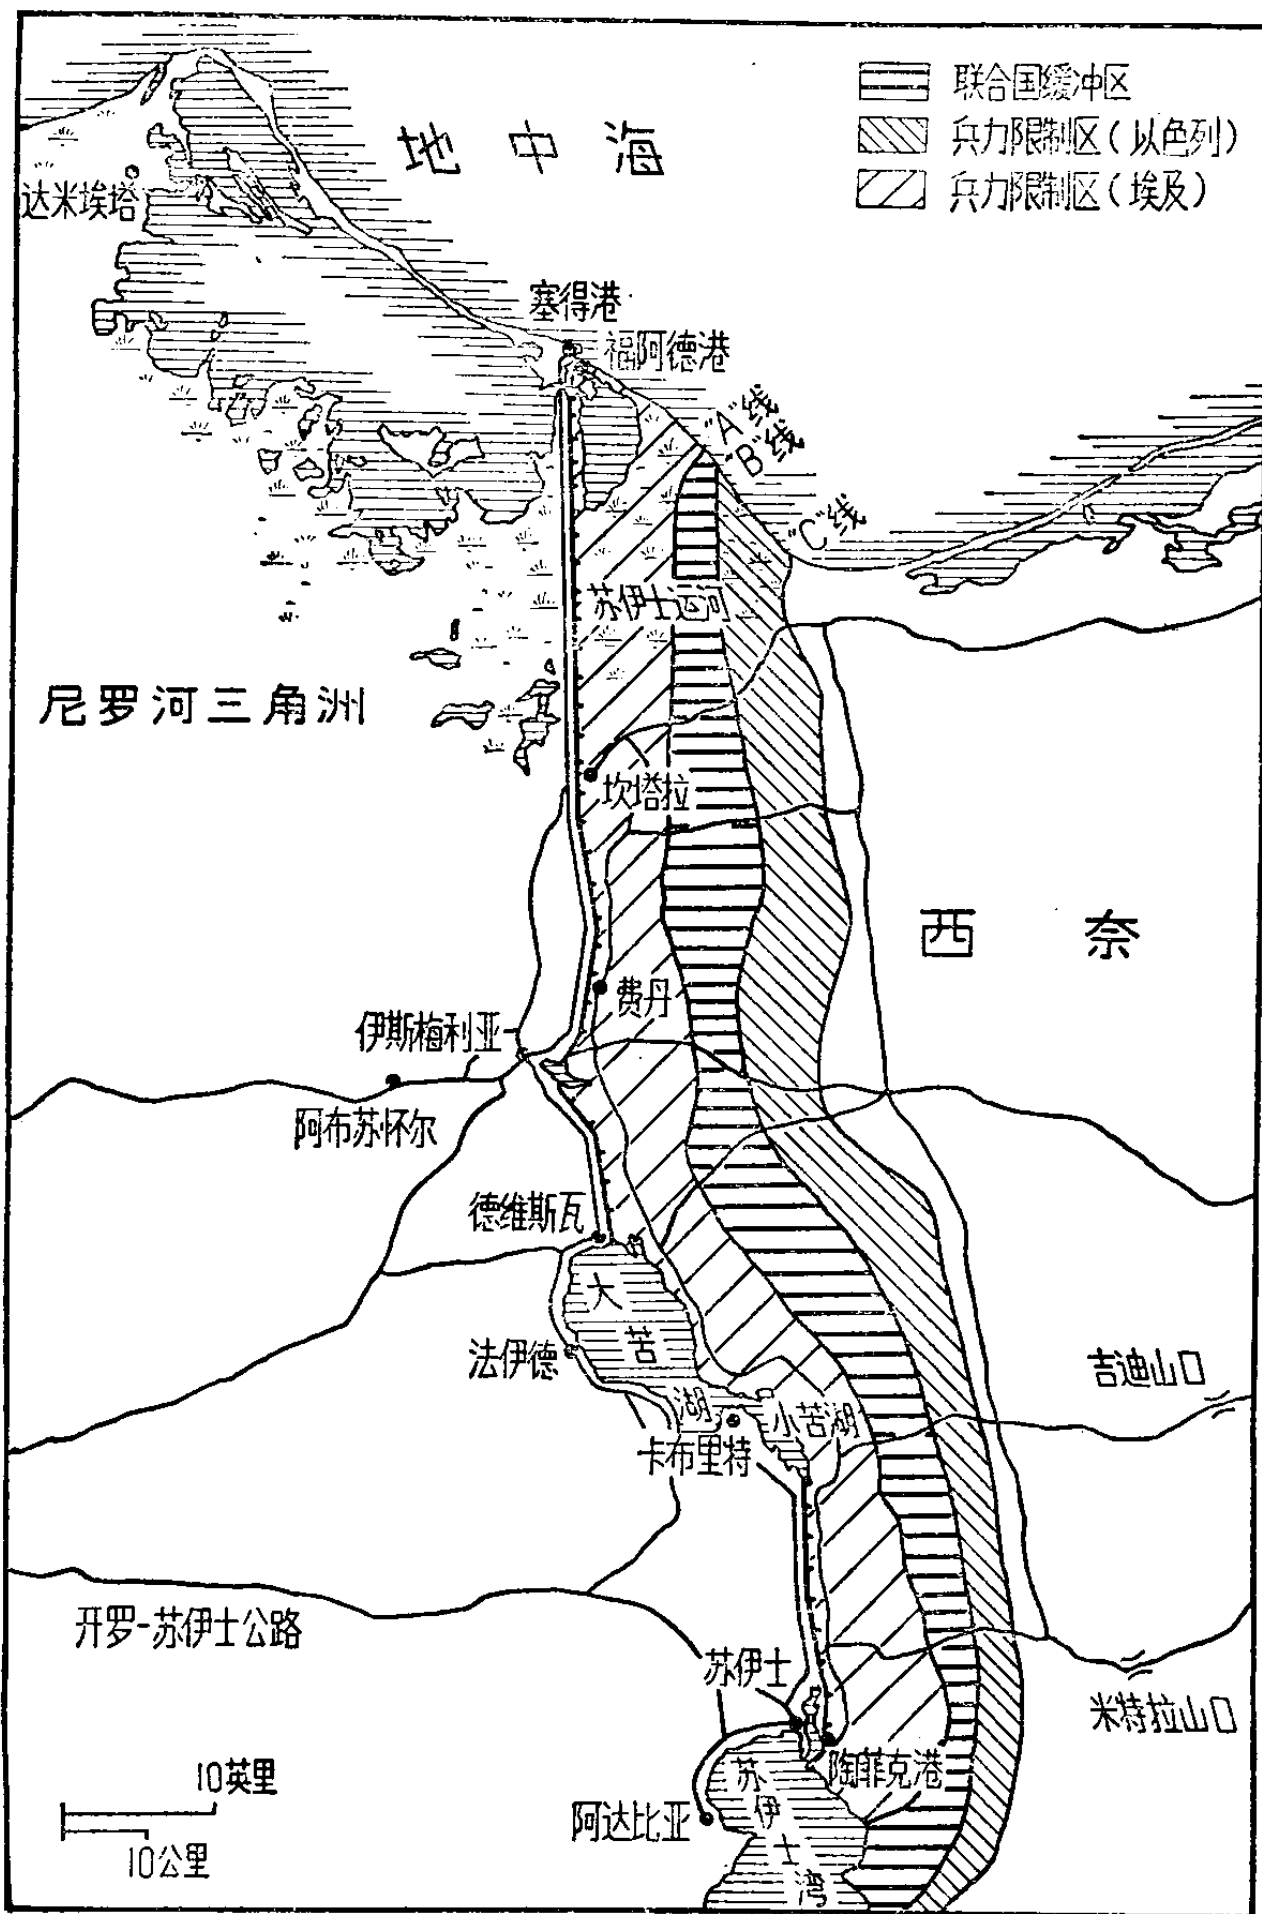 联合国缓冲区
兵力限制区(以色列)
兵力限制区(埃及)
地中海
达米埃塔
塞得港
福阿德港
"A"线
"B"线
"C"线
苏伊士运河
尼罗河三角洲
坎塔拉
西奈
费丹
伊斯梅利亚
阿布苏怀尔
德维斯瓦
大苦湖
法伊德
吉迪山口
小苦湖
卡布里特
开罗-苏伊士公路
苏伊士
米特拉山口
陶菲克港
10英里
阿达比亚
10公里
苏伊士湾